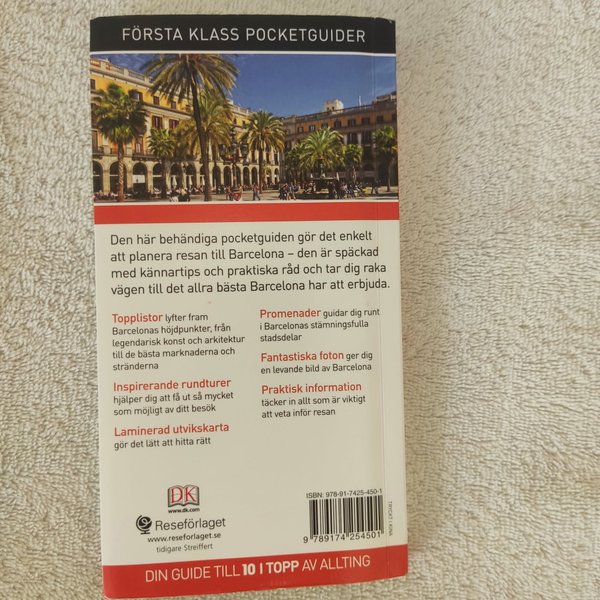 FÖRSTA KLASS POCKETGUIDER
Den här behändiga pocketguiden gör det enkelt
att planera resan till Barcelona – den är späckad
med kännartips och praktiska råd och tar dig raka
vägen till det allra bästa Barcelona har att erbjuda.
Topplistor lyfter fram
Barcelonas höjdpunkter, från
legendarisk konst och arkitektur
till de bästa marknaderna och
stränderna
Inspirerande rundturer
hjälper dig att få ut så mycket
som möjligt av ditt besök
Laminerad utvikskarta
gör det lätt att hitta rätt
Promenader guidar dig runt
i Barcelonas stämningsfulla
stadsdelar
Fantastiska foton ger dig
en levande bild av Barcelona
Praktisk information
täcker in allt som är viktigt
att veta inför resan
DK
www.dk.com
Reseförlaget
www.reseforlaget.se
tidigare Streiffert
ISBN: 978-91-7425-450-1
9 789174 254501
TRYCKT I KINA
DIN GUIDE TILL 10 I TOPP AV ALLTING